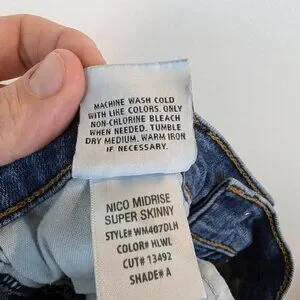 MACHINE WASH COLD
WITH LIKE COLORS. ONLY
NON-CHLORINE BLEACH
WHEN NEEDED. TUMBLE
DRY MEDIUM. WARM IRON
IF NECESSARY.
NICO MIDRISE
SUPER SKINNY
STYLE# WM407DLH
COLOR# HLWL
CUT# 13492
SHADE# A